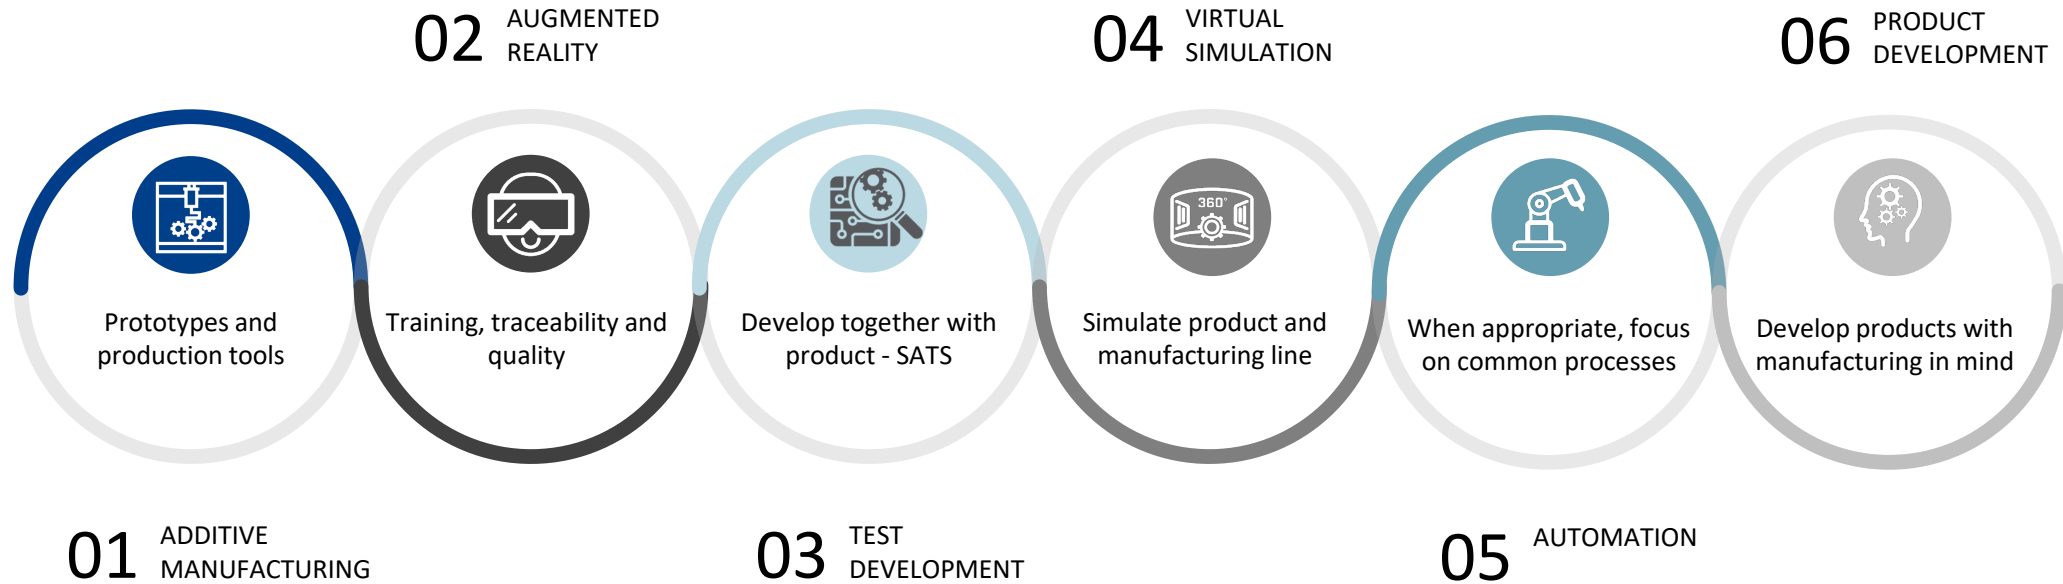 02
AUGMENTED
REALITY
04
VIRTUAL
SIMULATION
06
PRODUCT
DEVELOPMENT
Prototypes and
production tools
Training, traceability and
quality
Develop together with
product - SATS
360°
Simulate product and
manufacturing line
When appropriate, focus
on common processes
Develop products with
manufacturing in mind
01
ADDITIVE
MANUFACTURING
03
TEST
DEVELOPMENT
05
AUTOMATION